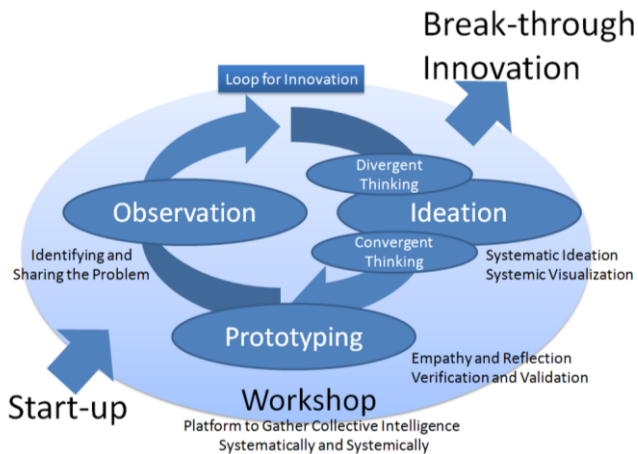 Break-through
Innovation
Loop for Innovation
Divergent
Thinking
Observation
Ideation
Convergent
Thinking
Identifying and
Sharing the Problem
Systematic Ideation
Systemic Visualization
Prototyping
Empathy and Reflection
Verification and Validation
Start-up
Workshop
Platform to Gather Collective Intelligence
Systematically and Systemically